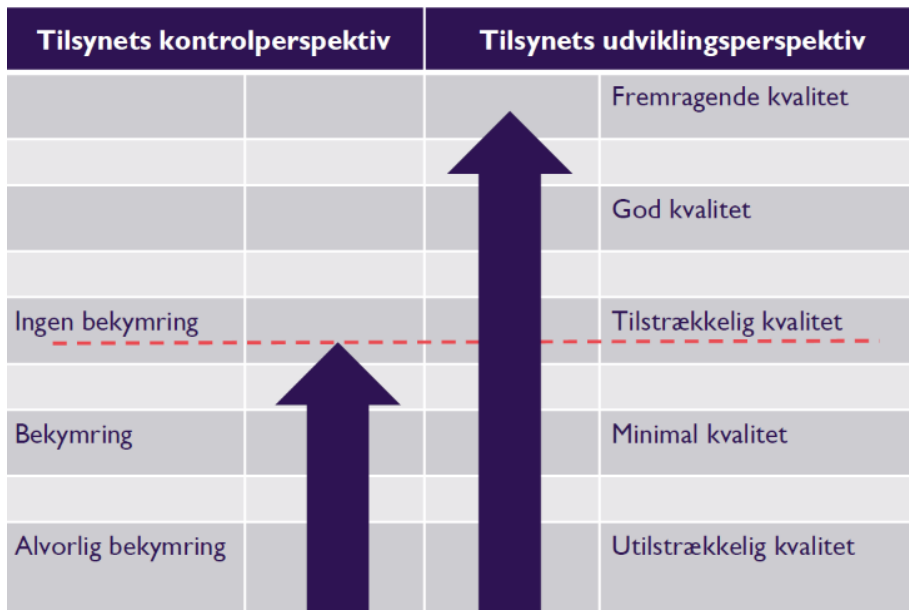 Tilsynets kontrolperspektiv
Tilsynets udviklingsperspektiv
Fremragende kvalitet
God kvalitet
Ingen bekymring
Tilstrækkelig kvalitet
Bekymring
Minimal kvalitet
Alvorlig bekymring
Utilstrækkelig kvalitet